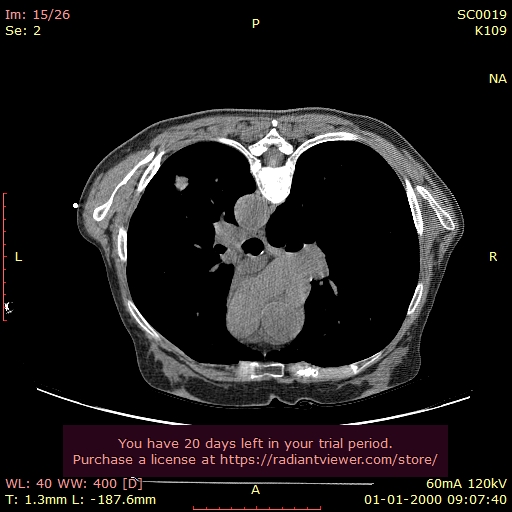 Im: 15/26
Se: 2
P
SC0019
K109
NA
L
R
You have 20 days left in your trial period.
Purchase a license at https://radiantviewer.com/store/
WL: 40 WW: 400 [D]
T: 1.3mm L: -187.6mm
A
60mA 120kV
01-01-2000 09:07:40